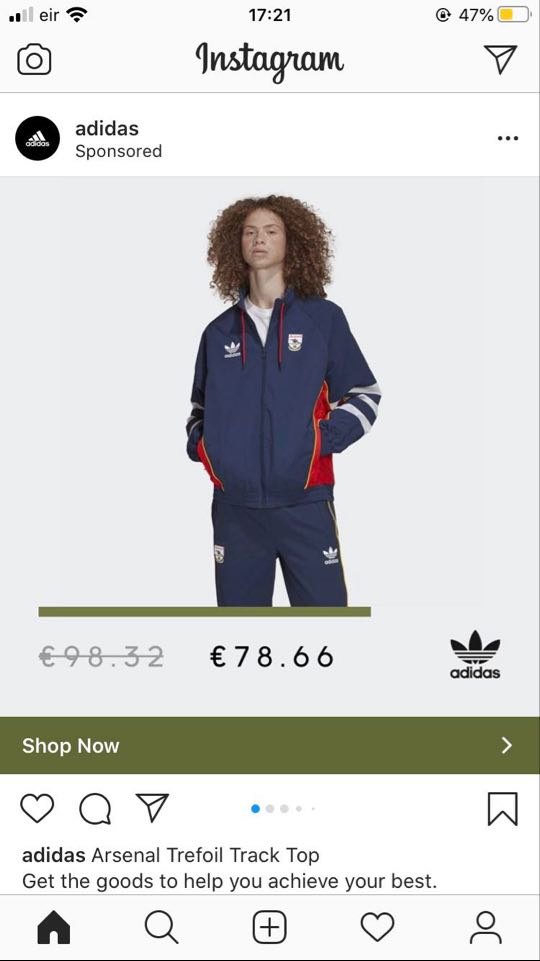 eir 17:21 47%
Instagram
adidas
adidas
Sponsored
adidas
adidas
€98.32 €78.66
adidas
Shop Now
adidas Arsenal Trefoil Track Top
Get the goods to help you achieve your best.